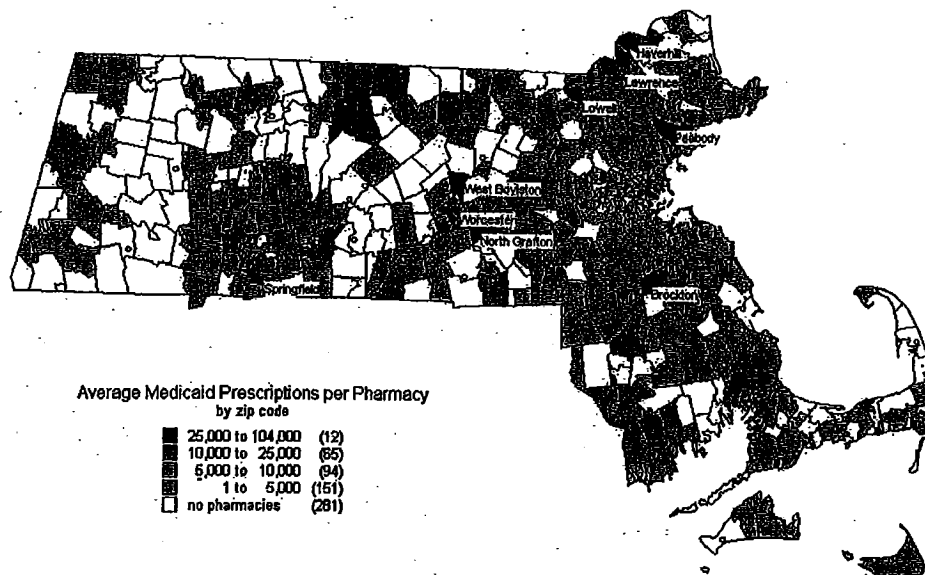 Haverhill
Lawrence
Lowell
Peabody
West Boylston
Worcester
North Grafton
Springfield
Brockton
Average Medicaid Prescriptions per Pharmacy
by zip code
25,000 to 104,000 (12)
10,000 to 25,000 (65)
5,000 to 10,000 (94)
1 to 5,000 (151)
no pharmacies (281)